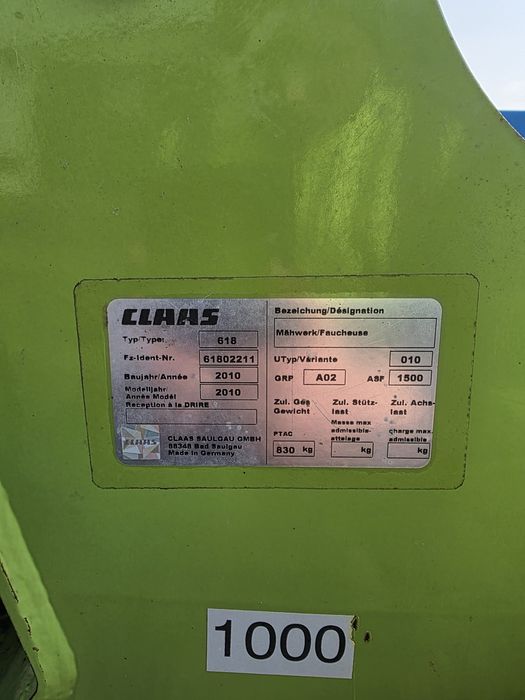 CLAAS
Typ/Type: 618
Fz-Ident-Nr. 61802211
Baujahr/Année 2010
Modelljahr
Année Modèl 2010
Reception à la DRIRE
CLAAS
CLAAS SAULGAU GMBH
88348 Bad Saulgau
Made in Germany
Bezeichung/Désignation
Mähwerk/Faucheuse
UTyp/Variante 010
GRP A02 ASF 1500
Zul. Ges Gewicht
PTAC
830 kg
Zul. Stütz-
last
Masse max
admissible-
attelage
kg
Zul. Achs-
last
charge max
admissible
kg
1000